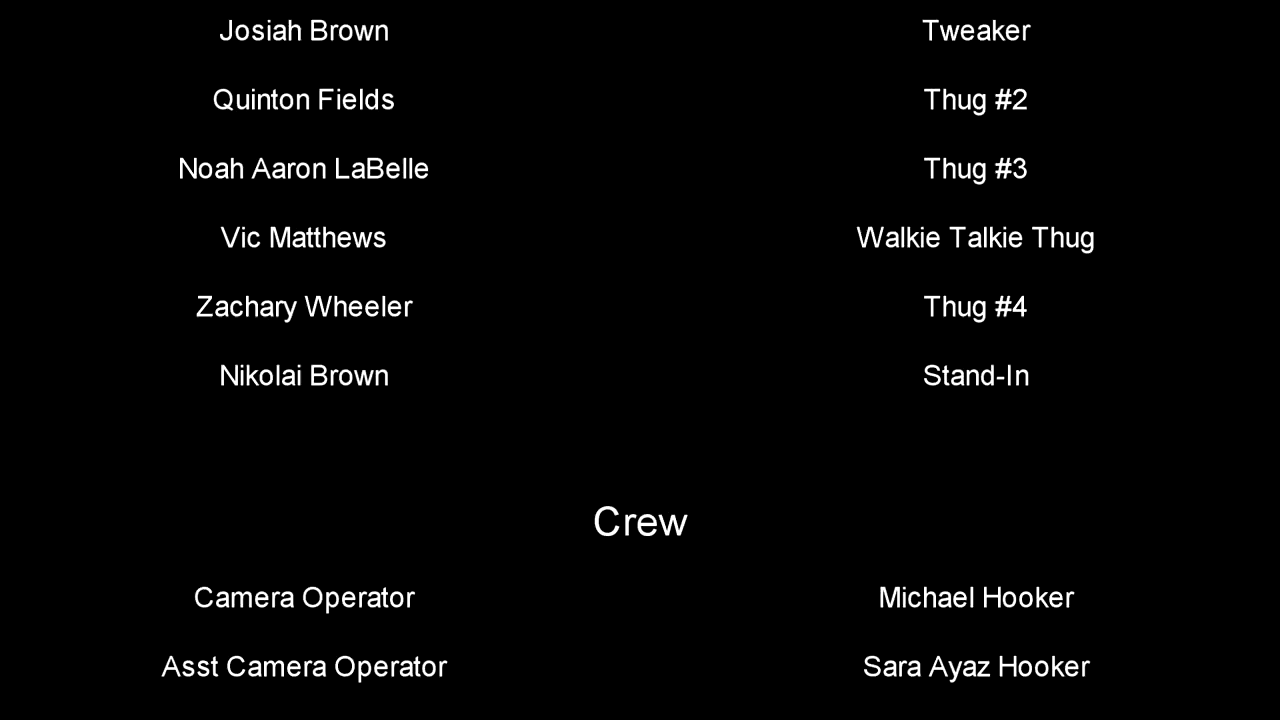 Josiah Brown Tweaker
Quinton Fields Thug #2
Noah Aaron LaBelle Thug #3
Vic Matthews Walkie Talkie Thug
Zachary Wheeler Thug #4
Nikolai Brown Stand-In
Crew
Camera Operator Michael Hooker
Asst Camera Operator Sara Ayaz Hooker